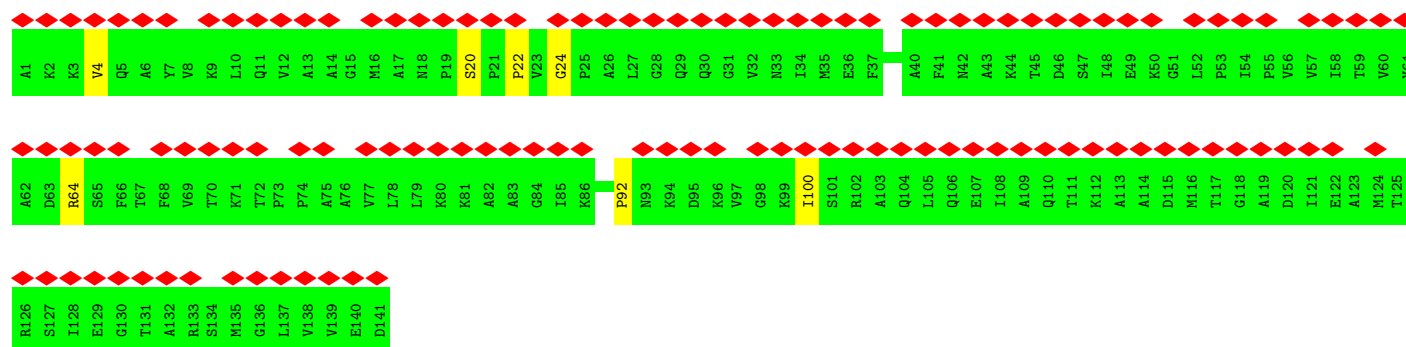 A1 K2 K3 V4 Q5 A6 Y7 V8 K9 L10 Q11 V12 A13 A14 G15 M16 A17 N18 P19 S20 P21 P22 V23 G24 P25 A26 L27 G28 Q29 Q30 G31 V32 N33 I34 M35 E36 F37 A40 F41 N42 A43 K44 T45 D46 S47 I48 E49 K50 G51 L52 P53 I54 P55 V56 V57 I58 T59 V60
A62 D63 R64 S65 F66 T67 F68 V69 T70 K71 T72 P73 P74 A75 A76 V77 L78 L79 K80 K81 A82 A83 G84 I85 K86 P92 N93 K94 D95 K96 V97 G98 K99 I100 S101 R102 A103 Q104 L105 Q106 E107 I108 A109 Q110 T111 K112 A113 A114 D115 M116 T117 G118 A119 D120 I121 E122 A123 M124 T125
R126 S127 I128 E129 G130 T131 A132 R133 S134 M135 G136 L137 V138 V139 E140 D141